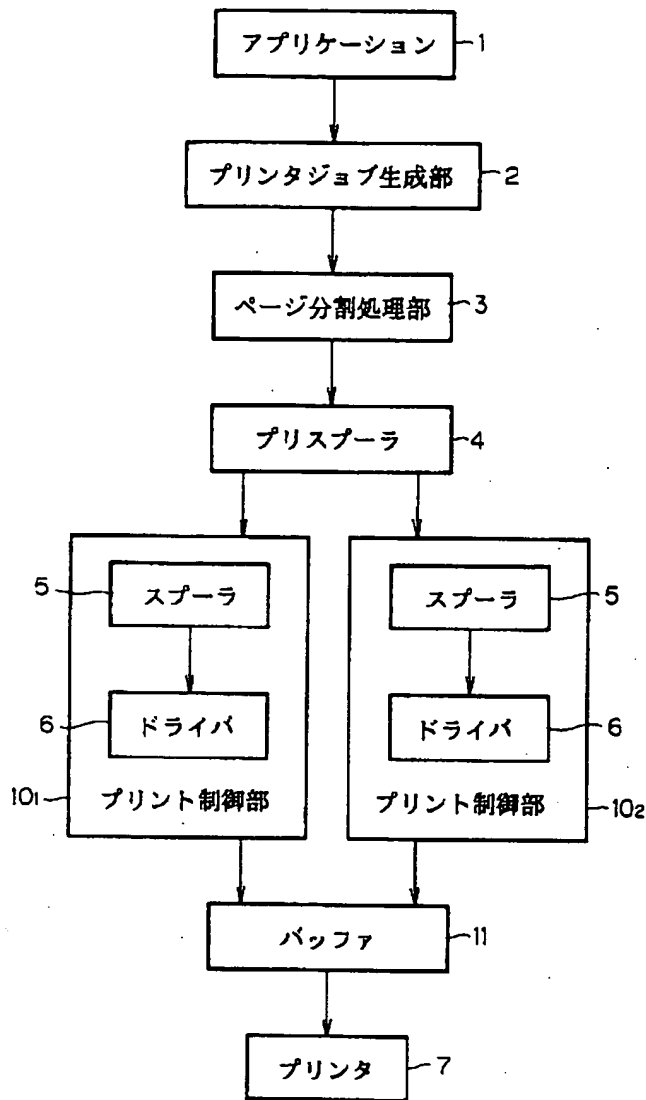 アプリケーション 1
プリンタジョブ生成部 2
ページ分割処理部 3
プリスプーラ 4
5 スプーラ
スプーラ 5
6 ドライバ
ドライバ 6
10₁ プリント制御部
プリント制御部 10₂
バッファ 11
プリンタ 7